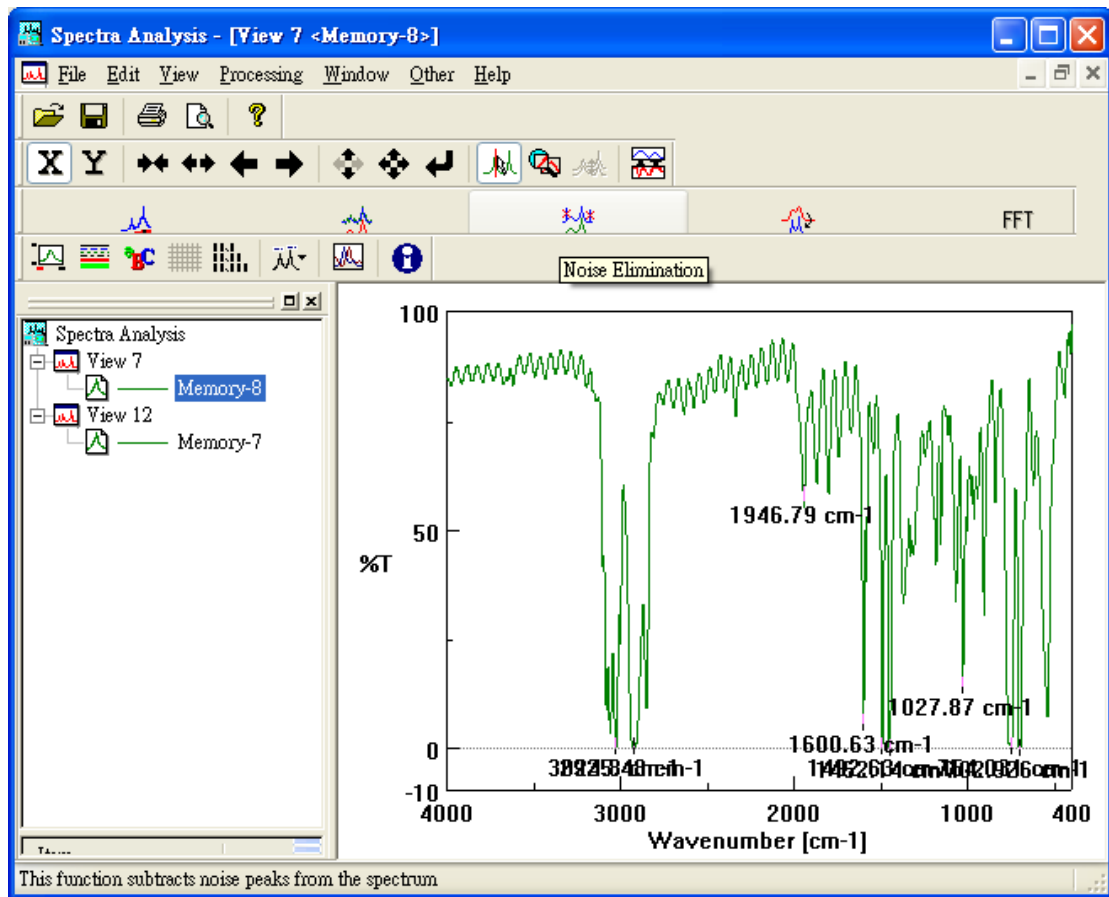 Spectra Analysis - [View 7 <Memory-8>]
File Edit View Processing Window Other Help
X Y
FFT
Noise Elimination
Spectra Analysis
View 7
Memory-8
View 12
Memory-7
100
50
%T
0
-10
1946.79 cm-1
1027.87 cm-1
1600.63 cm-1
4000 3000 2000 1000 400
Wavenumber [cm-1]
This function subtracts noise peaks from the spectrum